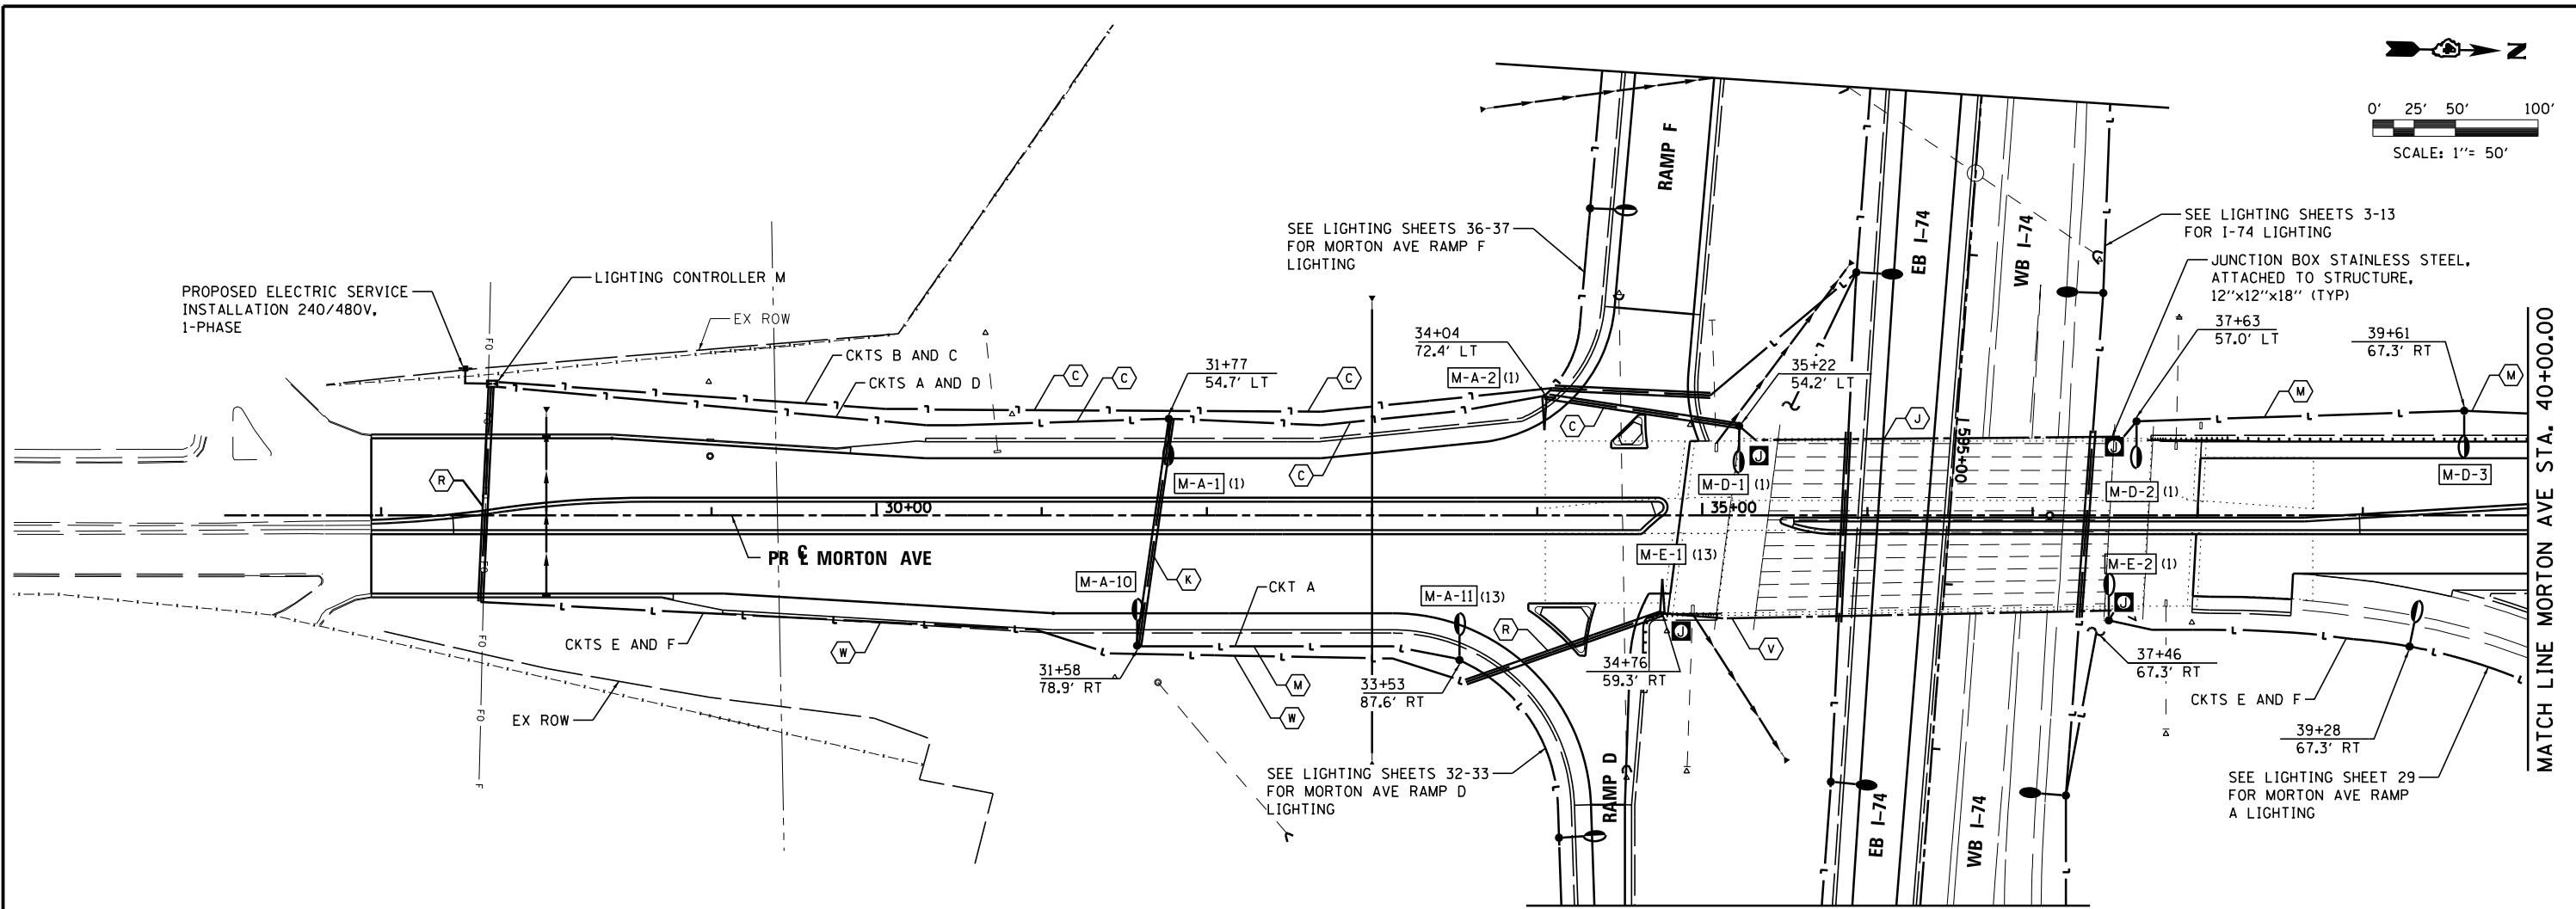 N
0' 25' 50' 100'
SCALE: 1''= 50'
RAMP F
EB I-74
WB I-74
SEE LIGHTING SHEETS 36-37
FOR MORTON AVE RAMP F
LIGHTING
SEE LIGHTING SHEETS 3-13
FOR I-74 LIGHTING
JUNCTION BOX STAINLESS STEEL,
ATTACHED TO STRUCTURE,
12''x12''x18'' (TYP)
PROPOSED ELECTRIC SERVICE
INSTALLATION 240/480V,
1-PHASE
LIGHTING CONTROLLER M
EX ROW
FO
FO
CKTS B AND C
CKTS A AND D
C
C
C
31+77
54.7' LT
34+04
72.4' LT
M-A-2 (1)
35+22
54.2' LT
37+63
57.0' LT
39+61
67.3' RT
M
M
J
C
C
R
J
J
M-A-1 (1)
M-D-1 (1)
M-D-2 (1)
M-D-3
595+00
30+00
35+00
PR ℄ MORTON AVE
M-E-1 (13)
M-E-2 (1)
FO
K
M-A-10
CKT A
M-A-11 (13)
R
J
J
V
CKTS E AND F
W
FO
31+58
78.9' RT
M
W
33+53
87.6' RT
34+76
59.3' RT
37+46
67.3' RT
CKTS E AND F
39+28
67.3' RT
EX ROW
FO
F
SEE LIGHTING SHEETS 32-33
FOR MORTON AVE RAMP D
LIGHTING
RAMP D
EB I-74
WB I-74
SEE LIGHTING SHEET 29
FOR MORTON AVE RAMP
A LIGHTING
MATCH LINE MORTON AVE STA. 40+00.00